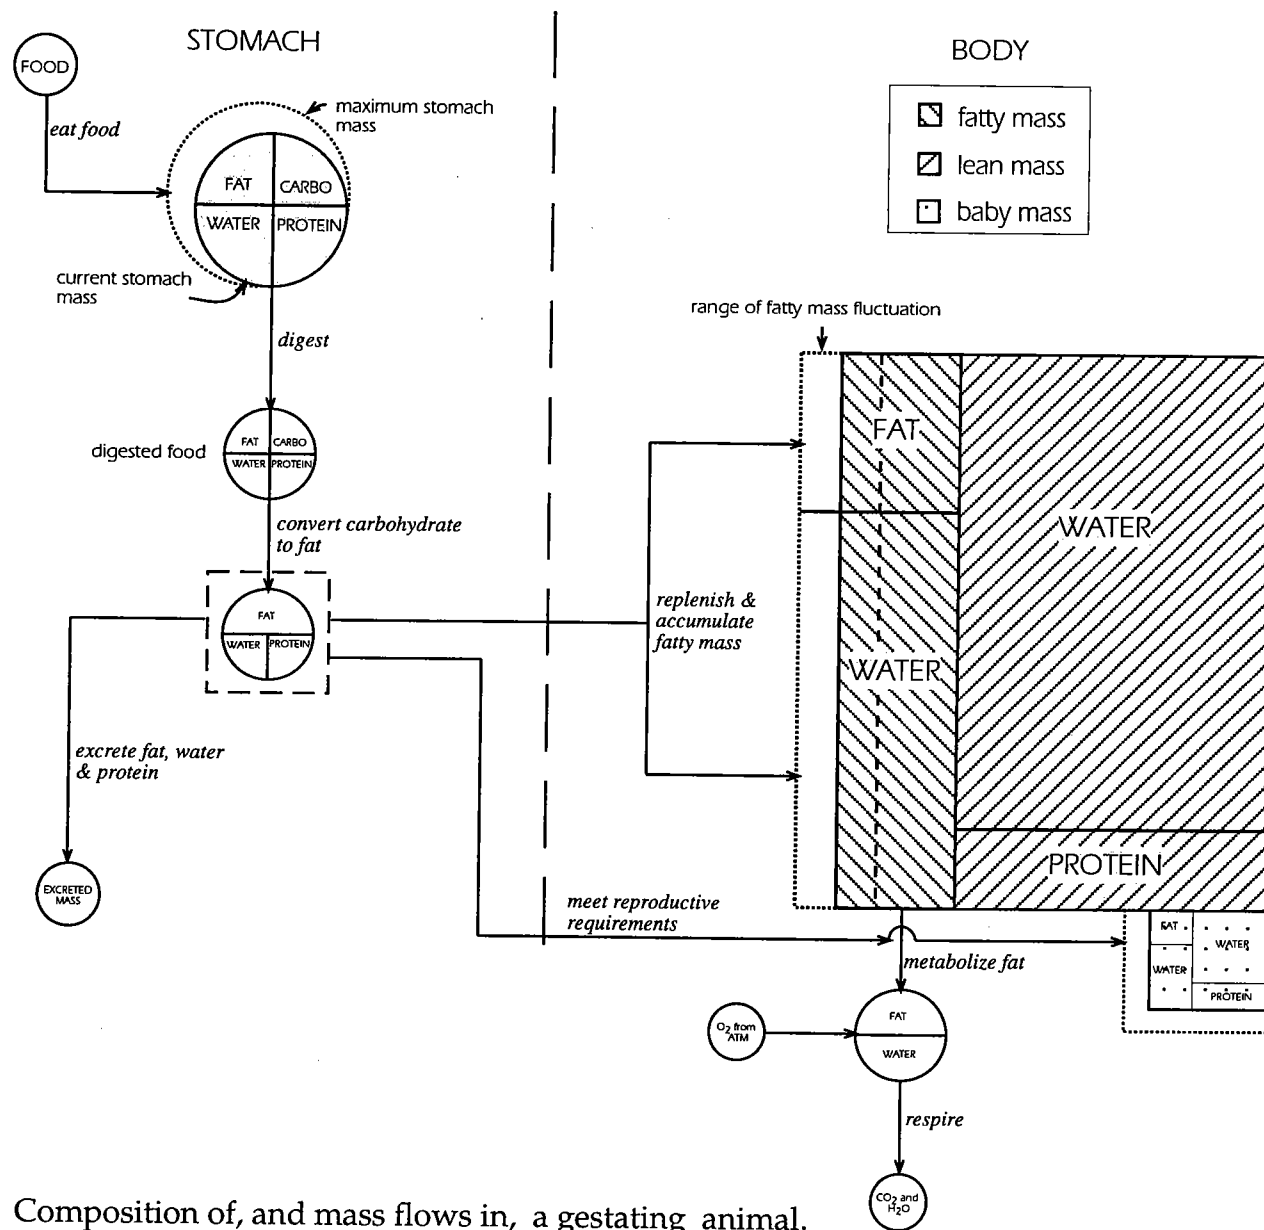 STOMACH
FOOD
eat food
maximum stomach
mass
FAT
CARBO
WATER
PROTEIN
current stomach
mass
digest
digested food
FAT
CARBO
WATER
PROTEIN
convert carbohydrate
to fat
FAT
WATER
PROTEIN
excrete fat, water
& protein
EXCRETED
MASS
BODY
fatty mass
lean mass
baby mass
range of fatty mass fluctuation
replenish &
accumulate
fatty mass
FAT
WATER
WATER
PROTEIN
meet reproductive
requirements
metabolize fat
FAT
WATER
WATER
PROTEIN
O2 from
ATM
FAT
WATER
respire
CO2 and
H2O
Composition of, and mass flows in, a gestating animal.